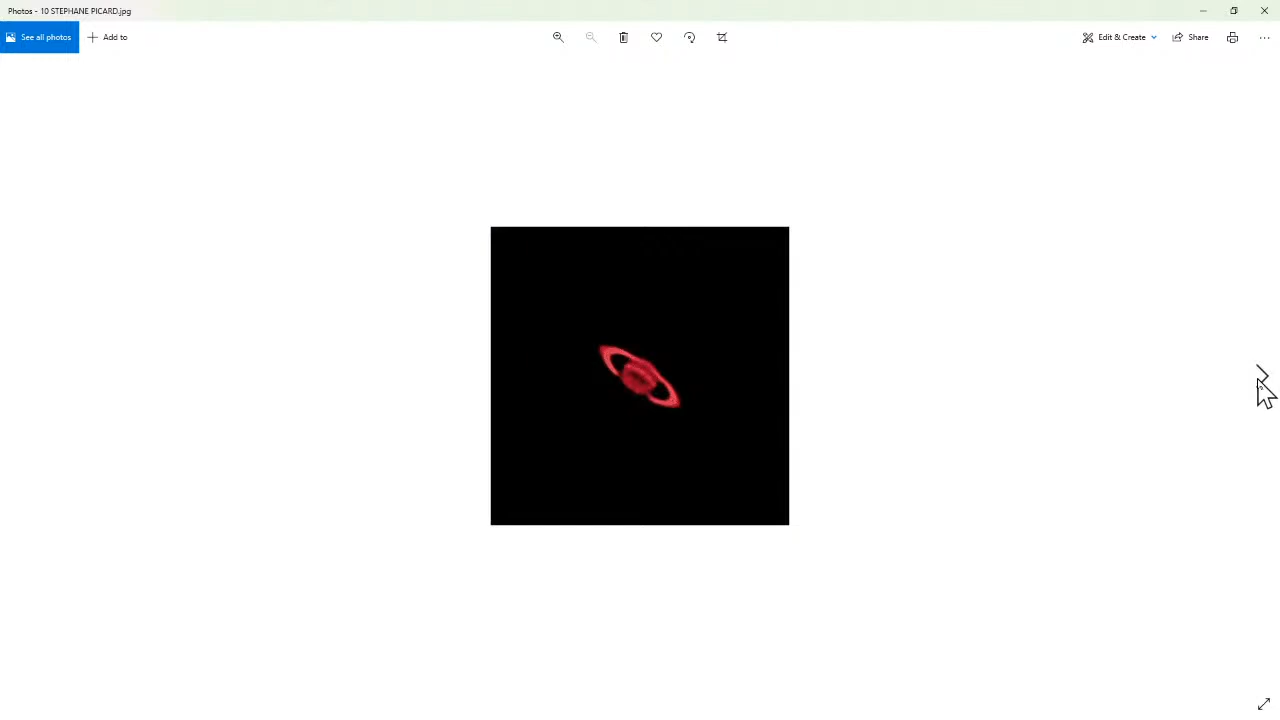 Photos - 10 STEPHANE PICARD.jpg
See all photos
Add to
Edit & Create
Share